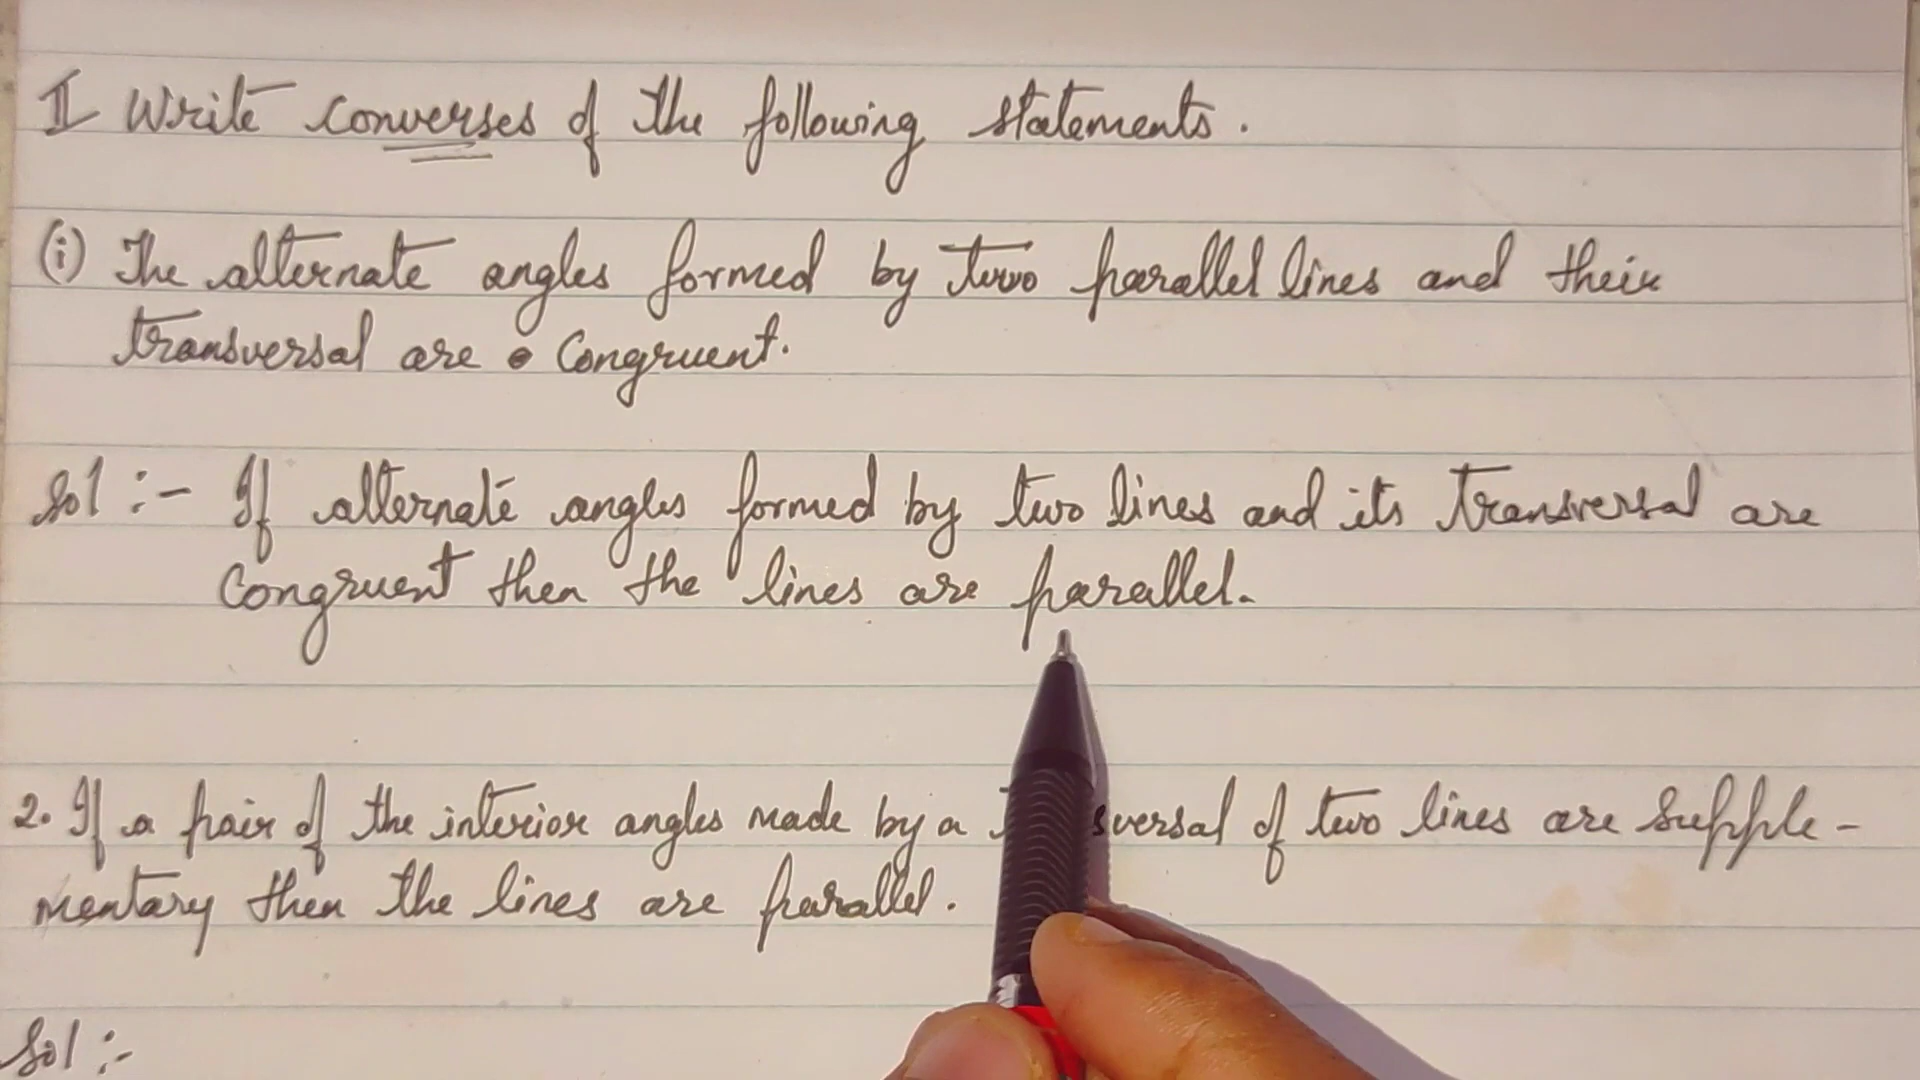 II Write converses of the following statements.
(i) The alternate angles formed by two parallel lines and their
transversal are congruent.
Sol :- If alternate angles formed by two lines and its transversal are
Congruent then the lines are parallel.
2. If a pair of the interior angles made by a sversal of two lines are Supple-
mentary then the lines are parallel.
Sol :-